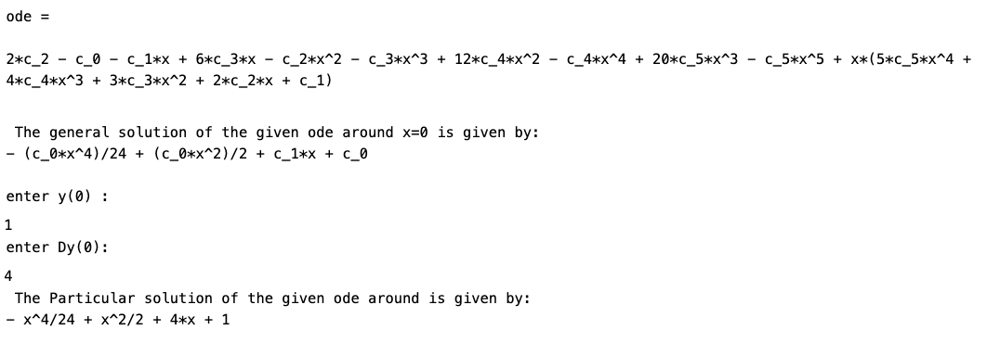 ode =
2*c_2 - c_0 - c_1*x + 6*c_3*x - c_2*x^2 - c_3*x^3 + 12*c_4*x^2 - c_4*x^4 + 20*c_5*x^3 - c_5*x^5 + x*(5*c_5*x^4 +
4*c_4*x^3 + 3*c_3*x^2 + 2*c_2*x + c_1)
The general solution of the given ode around x=0 is given by:
- (c_0*x^4)/24 + (c_0*x^2)/2 + c_1*x + c_0
enter y(0) :
1
enter Dy(0):
4
The Particular solution of the given ode around is given by:
- x^4/24 + x^2/2 + 4*x + 1